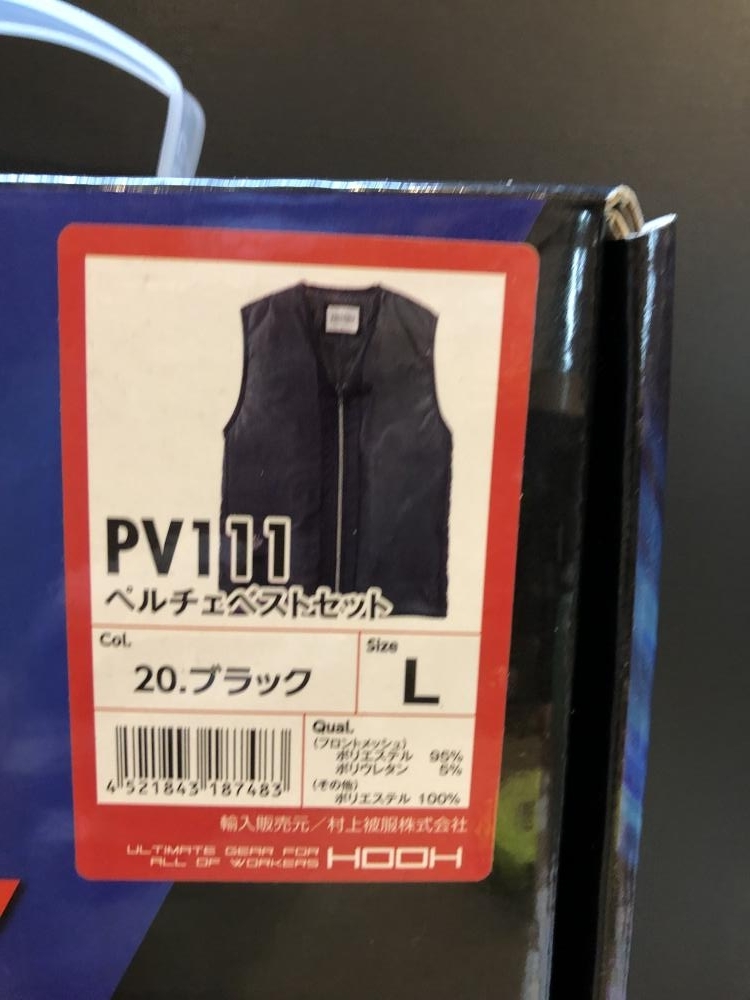 PV111
ペルチェベストセット
Col.
20.ブラック
Size
L
4 521843 187483
Qual.
(フロントメッシュ)
ポリエステル 95%
ポリウレタン 5%
(その他)
ポリエステル 100%
輸入販売元/村上被服株式会社
ULTIMATE GEAR FOR
ALL OF WORKERS
HOOH